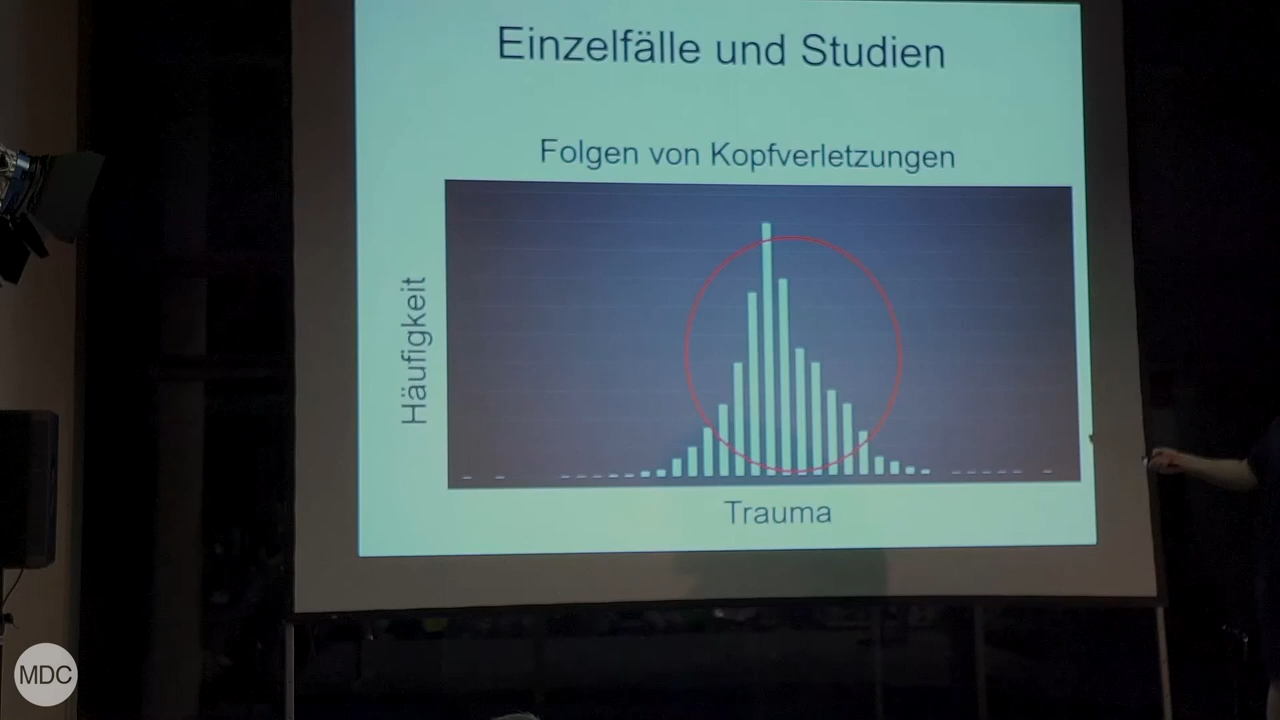 Einzelfälle und Studien
Folgen von Kopfverletzungen
Häufigkeit
Trauma
MDC